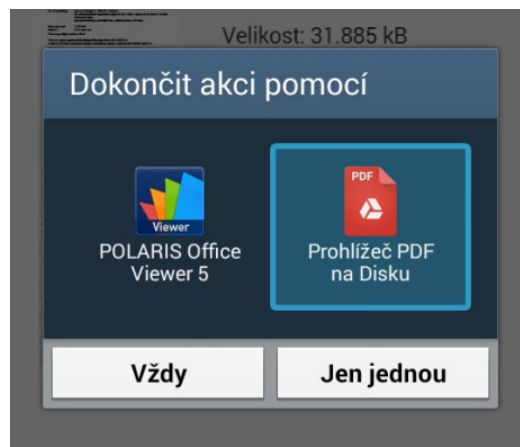 Velikost: 31.885 kB
Dokončit akci pomocí
Viewer
PDF
POLARIS Office
Viewer 5
Prohlížeč PDF
na Disku
Vždy
Jen jednou